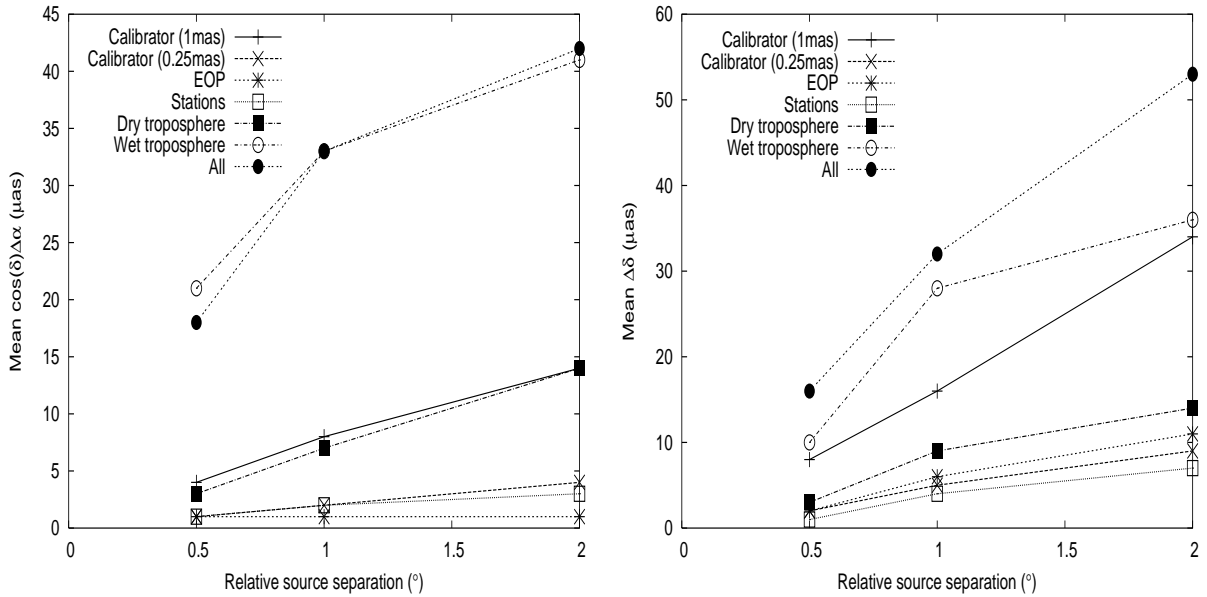 45
40
35
30
25
20
15
10
5
0
Mean cos(δ)Δα (μas)
Calibrator (1mas)
Calibrator (0.25mas)
EOP
Stations
Dry troposphere
Wet troposphere
All
0 0.5 1 1.5 2
Relative source separation (°)
60
50
40
30
20
10
0
Mean Δδ (μas)
Calibrator (1mas)
Calibrator (0.25mas)
EOP
Stations
Dry troposphere
Wet troposphere
All
0 0.5 1 1.5 2
Relative source separation (°)